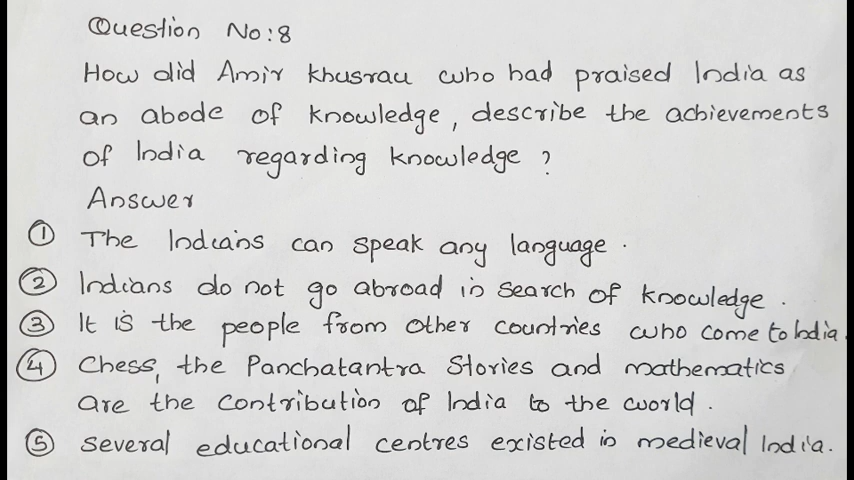 Question No:8
How did Amir khusrau who had praised India as
an abode of knowledge, describe the achievements
of India regarding knowledge?
Answer
① The Indians can speak any language.
② Indians do not go abroad in search of knowledge.
③ It is the people from other countries who come to India.
④ Chess, the Panchatantra Stories and mathematics
are the contribution of India to the world.
⑤ Several educational centres existed in medieval India.